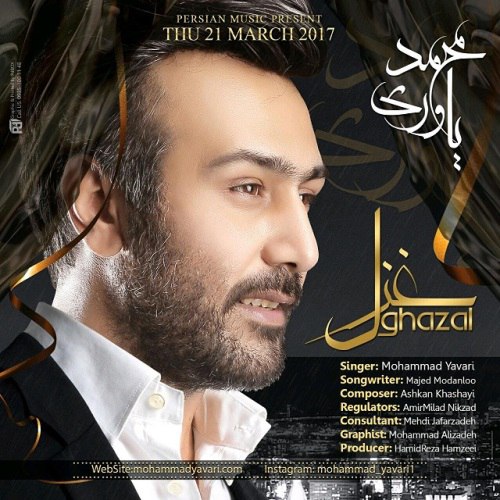 PERSIAN MUSIC PRESENT
THU 21 MARCH 2017
محمد
یاوری
غزل
ghazal
Singer: Mohammad Yavari
Songwriter: Majed Modanloo
Composer: Ashkan Khashayi
Regulators: AmirMilad Nikzad
Consultant: Mehdi Jafarzadeh
Graphist: Mohammad Alizadeh
Producer: HamidReza Hamzeei
WebSite:mohammadyavari.com Instagram: mohammad_yavari1